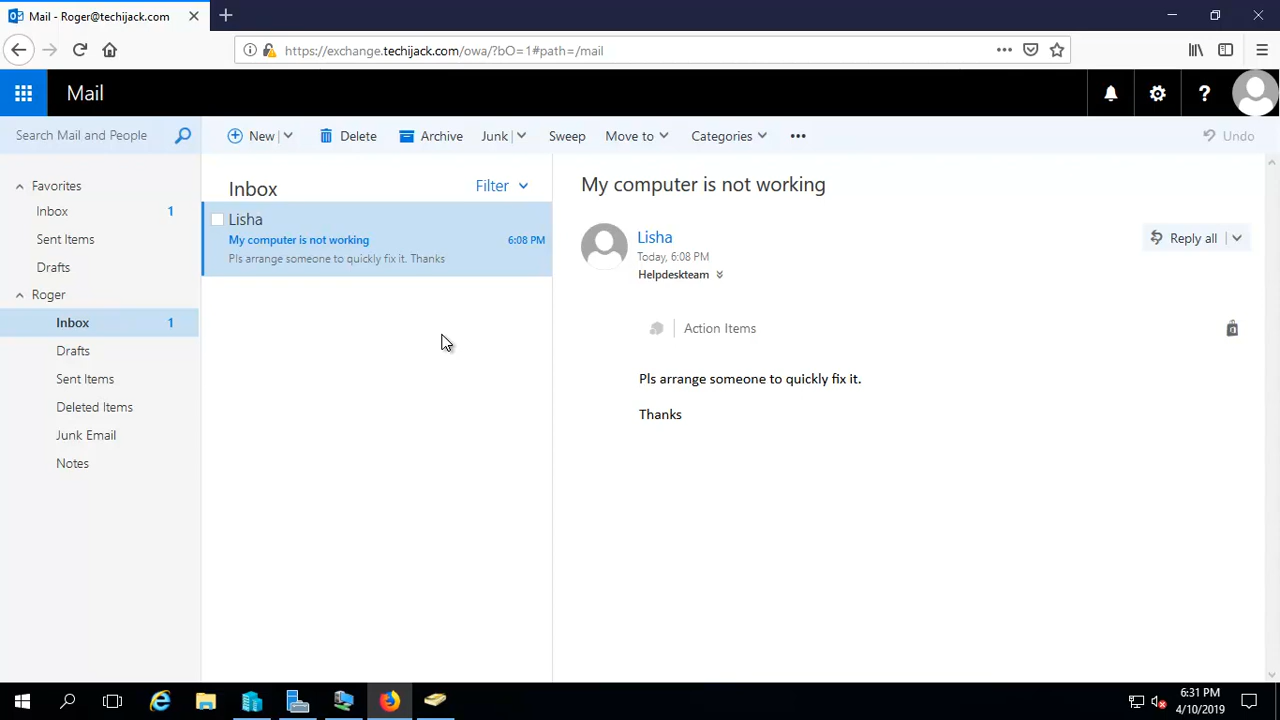 Mail - Roger@techijack.com
https://exchange.techijack.com/owa/?bO=1#path=/mail
Mail
?
Search Mail and People
New
Delete
Archive
Junk
Sweep
Move to
Categories
Undo
Favorites
Inbox 1
Sent Items
Drafts
Roger
Inbox 1
Drafts
Sent Items
Deleted Items
Junk Email
Notes
Inbox
Filter
Lisha
My computer is not working 6:08 PM
Pls arrange someone to quickly fix it. Thanks
My computer is not working
Lisha
Today, 6:08 PM
Helpdeskteam
Reply all
Action Items
Pls arrange someone to quickly fix it.
Thanks
6:31 PM
4/10/2019